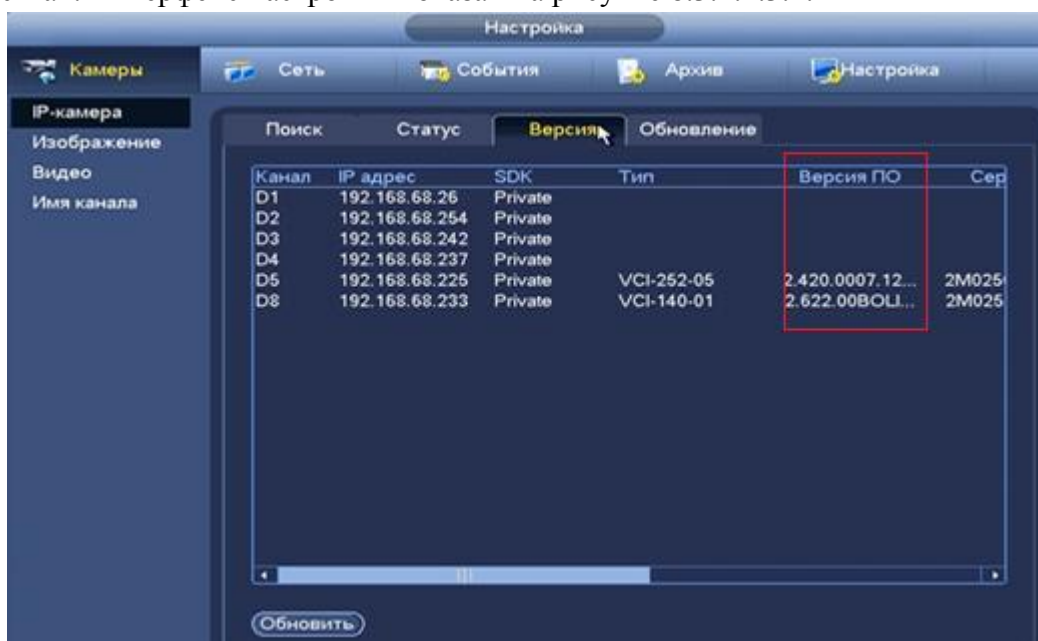 Настройка
Камеры Сеть События Архив Настройка
IP-камера
Изображение
Видео
Имя канала
Поиск Статус Версия Обновление
Канал IP адрес SDK Тип Версия ПО Сер
D1 192.168.68.26 Private
D2 192.168.68.254 Private
D3 192.168.68.242 Private
D4 192.168.68.237 Private
D5 192.168.68.225 Private VCI-252-05 2.420.0007.12... 2M025
D8 192.168.68.233 Private VCI-140-01 2.622.00BOLI... 2M025
Обновить